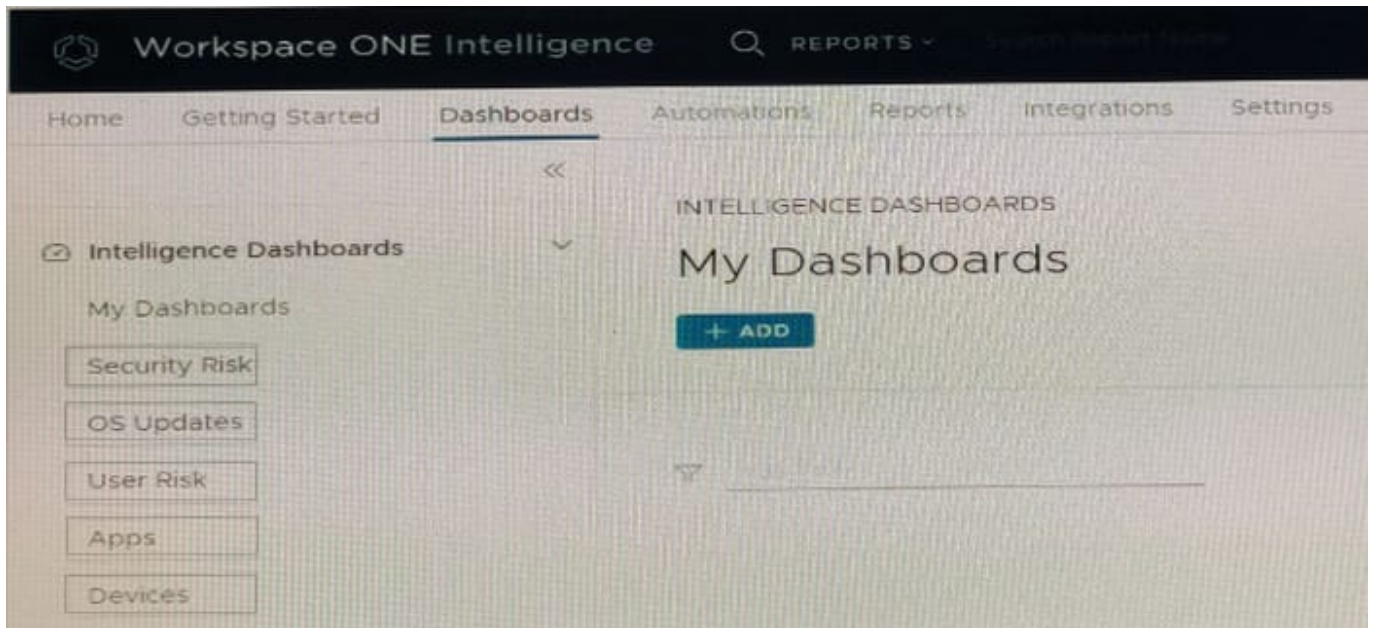 Workspace ONE Intelligence REPORTS
Home Getting Started Dashboards Automations Reports Integrations Settings
INTELLIGENCE DASHBOARDS
My Dashboards
+ ADD
Intelligence Dashboards
My Dashboards
Security Risk
OS Updates
User Risk
Apps
Devices